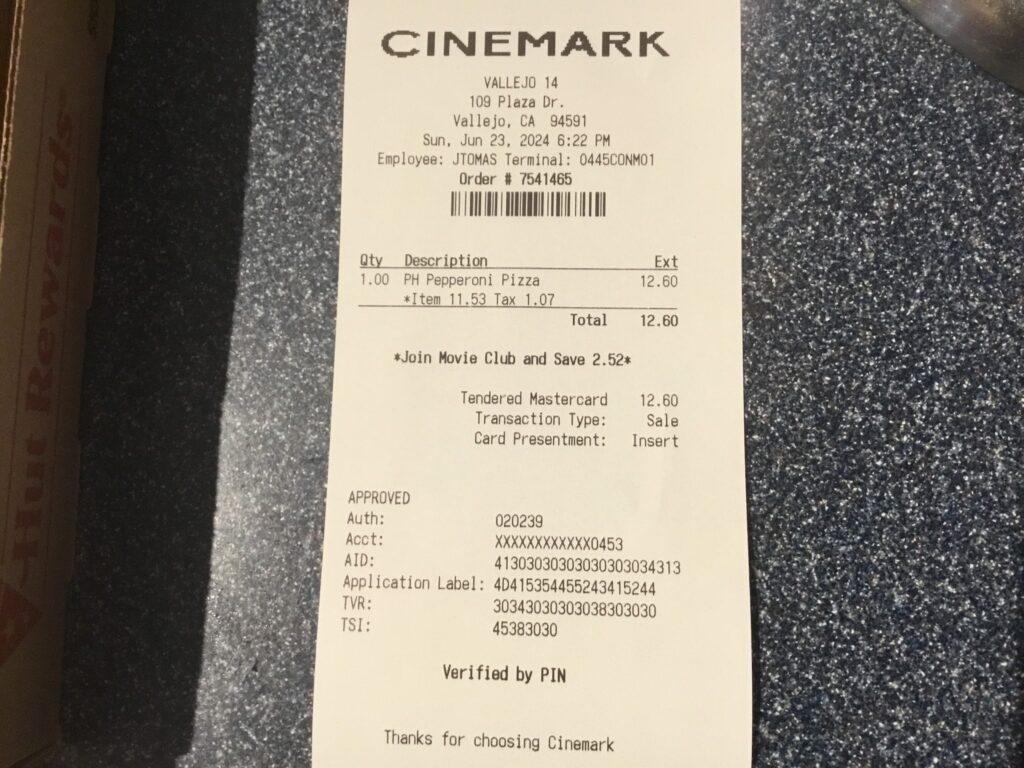 CINEMARK
VALLEJO 14
109 Plaza Dr.
Vallejo, CA 94591
Sun, Jun 23, 2024 6:22 PM
Employee: JTOMAS Terminal: 0445CONM01
Order # 7541465
Qty Description Ext
1.00 PH Pepperoni Pizza 12.60
*Item 11.53 Tax 1.07
Total 12.60
*Join Movie Club and Save 2.52*
Tendered Mastercard 12.60
Transaction Type: Sale
Card Presentment: Insert
APPROVED
Auth: 020239
Acct: XXXXXXXXXXXX0453
AID: 41303030303030303034313
Application Label: 4D415354455243415244
TVR: 30343030303038303030
TSI: 45383030
Verified by PIN
Thanks for choosing Cinemark
Hut Rewards